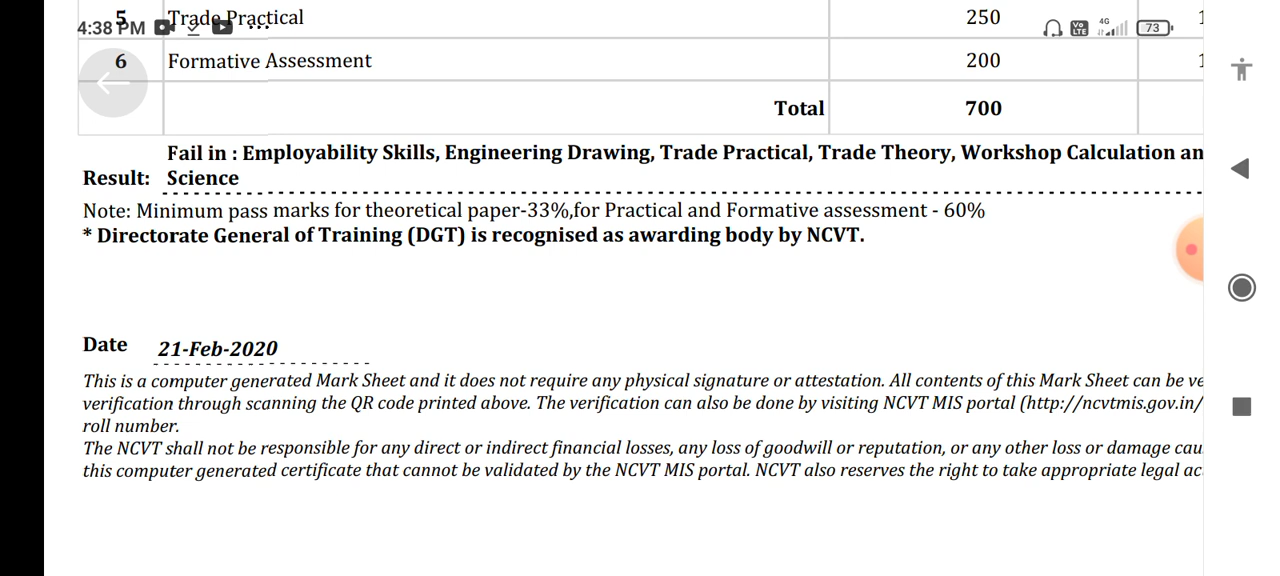 5 Trade Practical 250 1
4:38 PM ... Vo LTE 4G 73
6 Formative Assessment 200 1
Total 700
Fail in : Employability Skills, Engineering Drawing, Trade Practical, Trade Theory, Workshop Calculation an
Result: Science
Note: Minimum pass marks for theoretical paper-33%,for Practical and Formative assessment - 60%
* Directorate General of Training (DGT) is recognised as awarding body by NCVT.
Date 21-Feb-2020
This is a computer generated Mark Sheet and it does not require any physical signature or attestation. All contents of this Mark Sheet can be ve
verification through scanning the QR code printed above. The verification can also be done by visiting NCVT MIS portal (http://ncvtmis.gov.in/
roll number.
The NCVT shall not be responsible for any direct or indirect financial losses, any loss of goodwill or reputation, or any other loss or damage cau
this computer generated certificate that cannot be validated by the NCVT MIS portal. NCVT also reserves the right to take appropriate legal ac